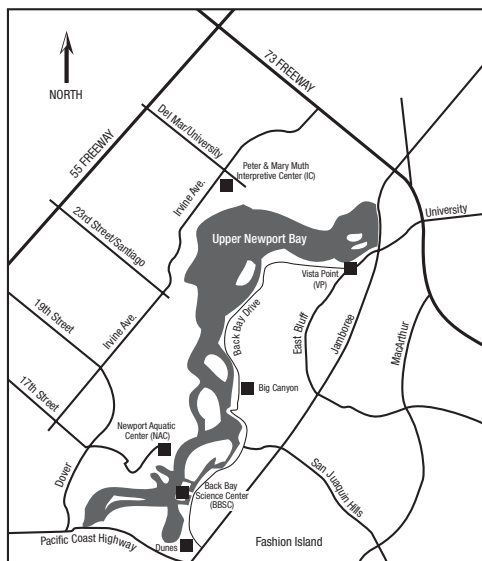 73 FREEWAY
NORTH
55 FREEWAY
Del Mar/University
Peter & Mary Muth
Interpretive Center (IC)
Irvine Ave.
University
23rd Street/Santiago
Upper Newport Bay
Vista Point
(VP)
19th Street
Irvine Ave.
Back Bay Drive
East Bluff
Jamboree
MacArthur
17th Street
Big Canyon
Newport Aquatic
Center (NAC)
Dover
San Juaquin Hills
Back Bay
Science Center
(BBSC)
Pacific Coast Highway
Dunes
Fashion Island